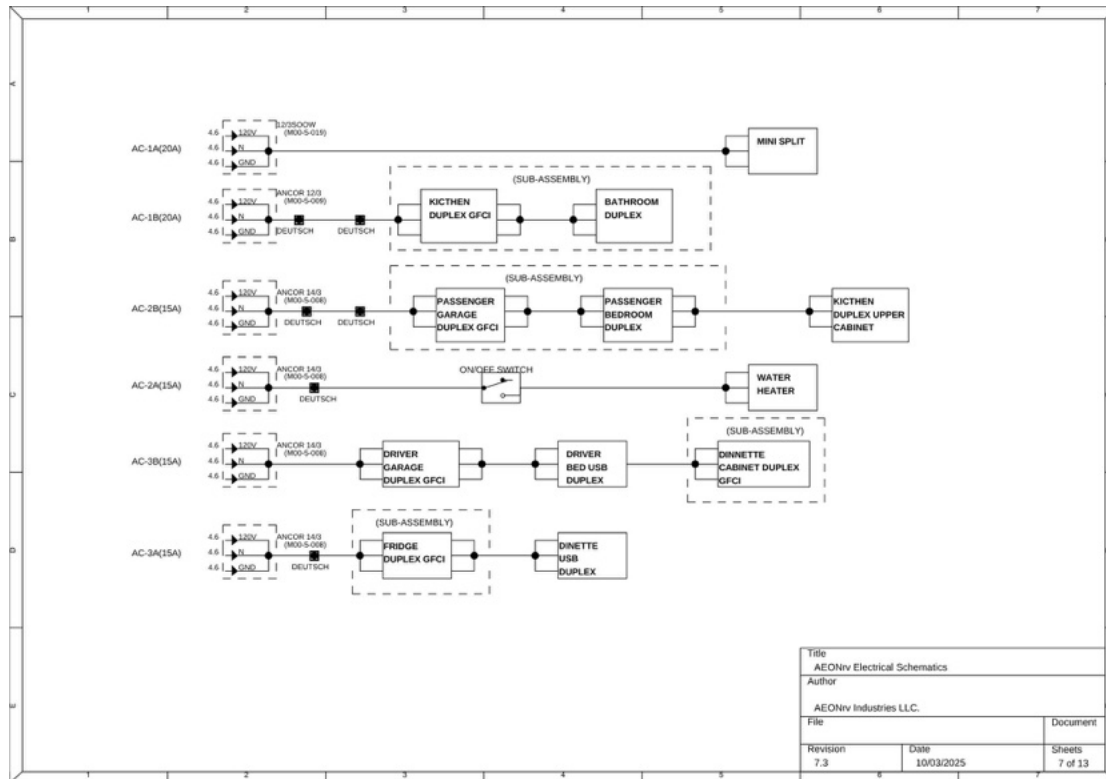 1 2 3 4 5 6 7
A
12/3SOOW
(M00-5-019)
4.6 120V
AC-1A(20A) 4.6 N
4.6 GND
MINI SPLIT
(SUB-ASSEMBLY)
ANCOR 12/3
(M00-5-009)
4.6 120V
AC-1B(20A) 4.6 N
4.6 GND
DEUTSCH DEUTSCH
KICTHEN
DUPLEX GFCI
BATHROOM
DUPLEX
B
(SUB-ASSEMBLY)
ANCOR 14/3
(M00-5-008)
4.6 120V
AC-2B(15A) 4.6 N
4.6 GND
DEUTSCH DEUTSCH
PASSENGER
GARAGE
DUPLEX GFCI
PASSENGER
BEDROOM
DUPLEX
KICTHEN
DUPLEX UPPER
CABINET
ANCOR 14/3
(M00-5-008)
4.6 120V
AC-2A(15A) 4.6 N
4.6 GND
DEUTSCH
ON/OFF SWITCH
WATER
HEATER
C
ANCOR 14/3
(M00-5-008)
4.6 120V
AC-3B(15A) 4.6 N
4.6 GND
DRIVER
GARAGE
DUPLEX GFCI
DRIVER
BED USB
DUPLEX
(SUB-ASSEMBLY)
DINNETTE
CABINET DUPLEX
GFCI
(SUB-ASSEMBLY)
ANCOR 14/3
(M00-5-008)
4.6 120V
AC-3A(15A) 4.6 N
4.6 GND
DEUTSCH
FRIDGE
DUPLEX GFCI
DINETTE
USB
DUPLEX
D
E
Title
AEONrv Electrical Schematics
Author
AEONrv Industries LLC.
File Document
Revision Date Sheets
7.3 10/03/2025 7 of 13
1 2 3 4 5 6 7